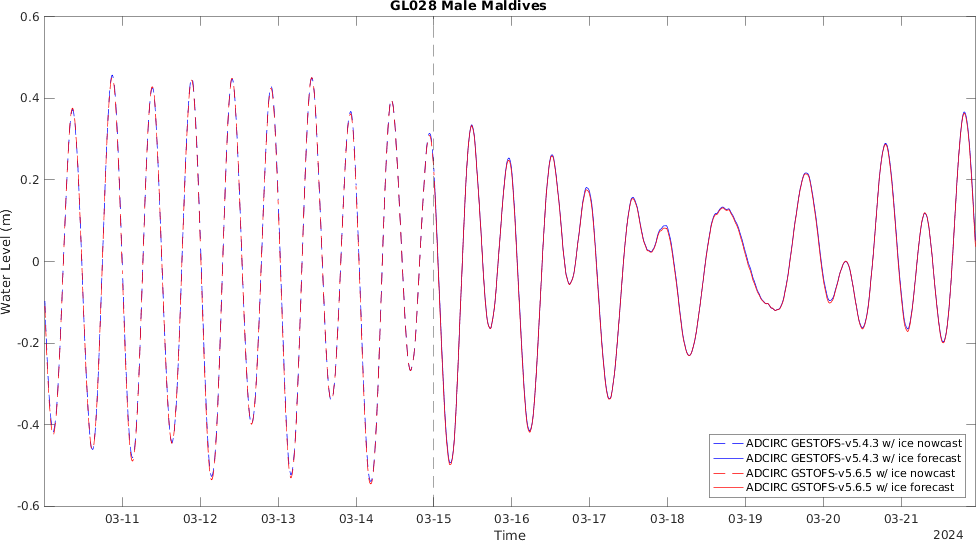 GL028 Male Maldives
0.6
0.4
0.2
0
-0.2
-0.4
-0.6
Water Level (m)
03-11 03-12 03-13 03-14 03-15 03-16 03-17 03-18 03-19 03-20 03-21
Time
2024
ADCIRC GESTOFS-v5.4.3 w/ ice nowcast
ADCIRC GESTOFS-v5.4.3 w/ ice forecast
ADCIRC GSTOFS-v5.6.5 w/ ice nowcast
ADCIRC GSTOFS-v5.6.5 w/ ice forecast